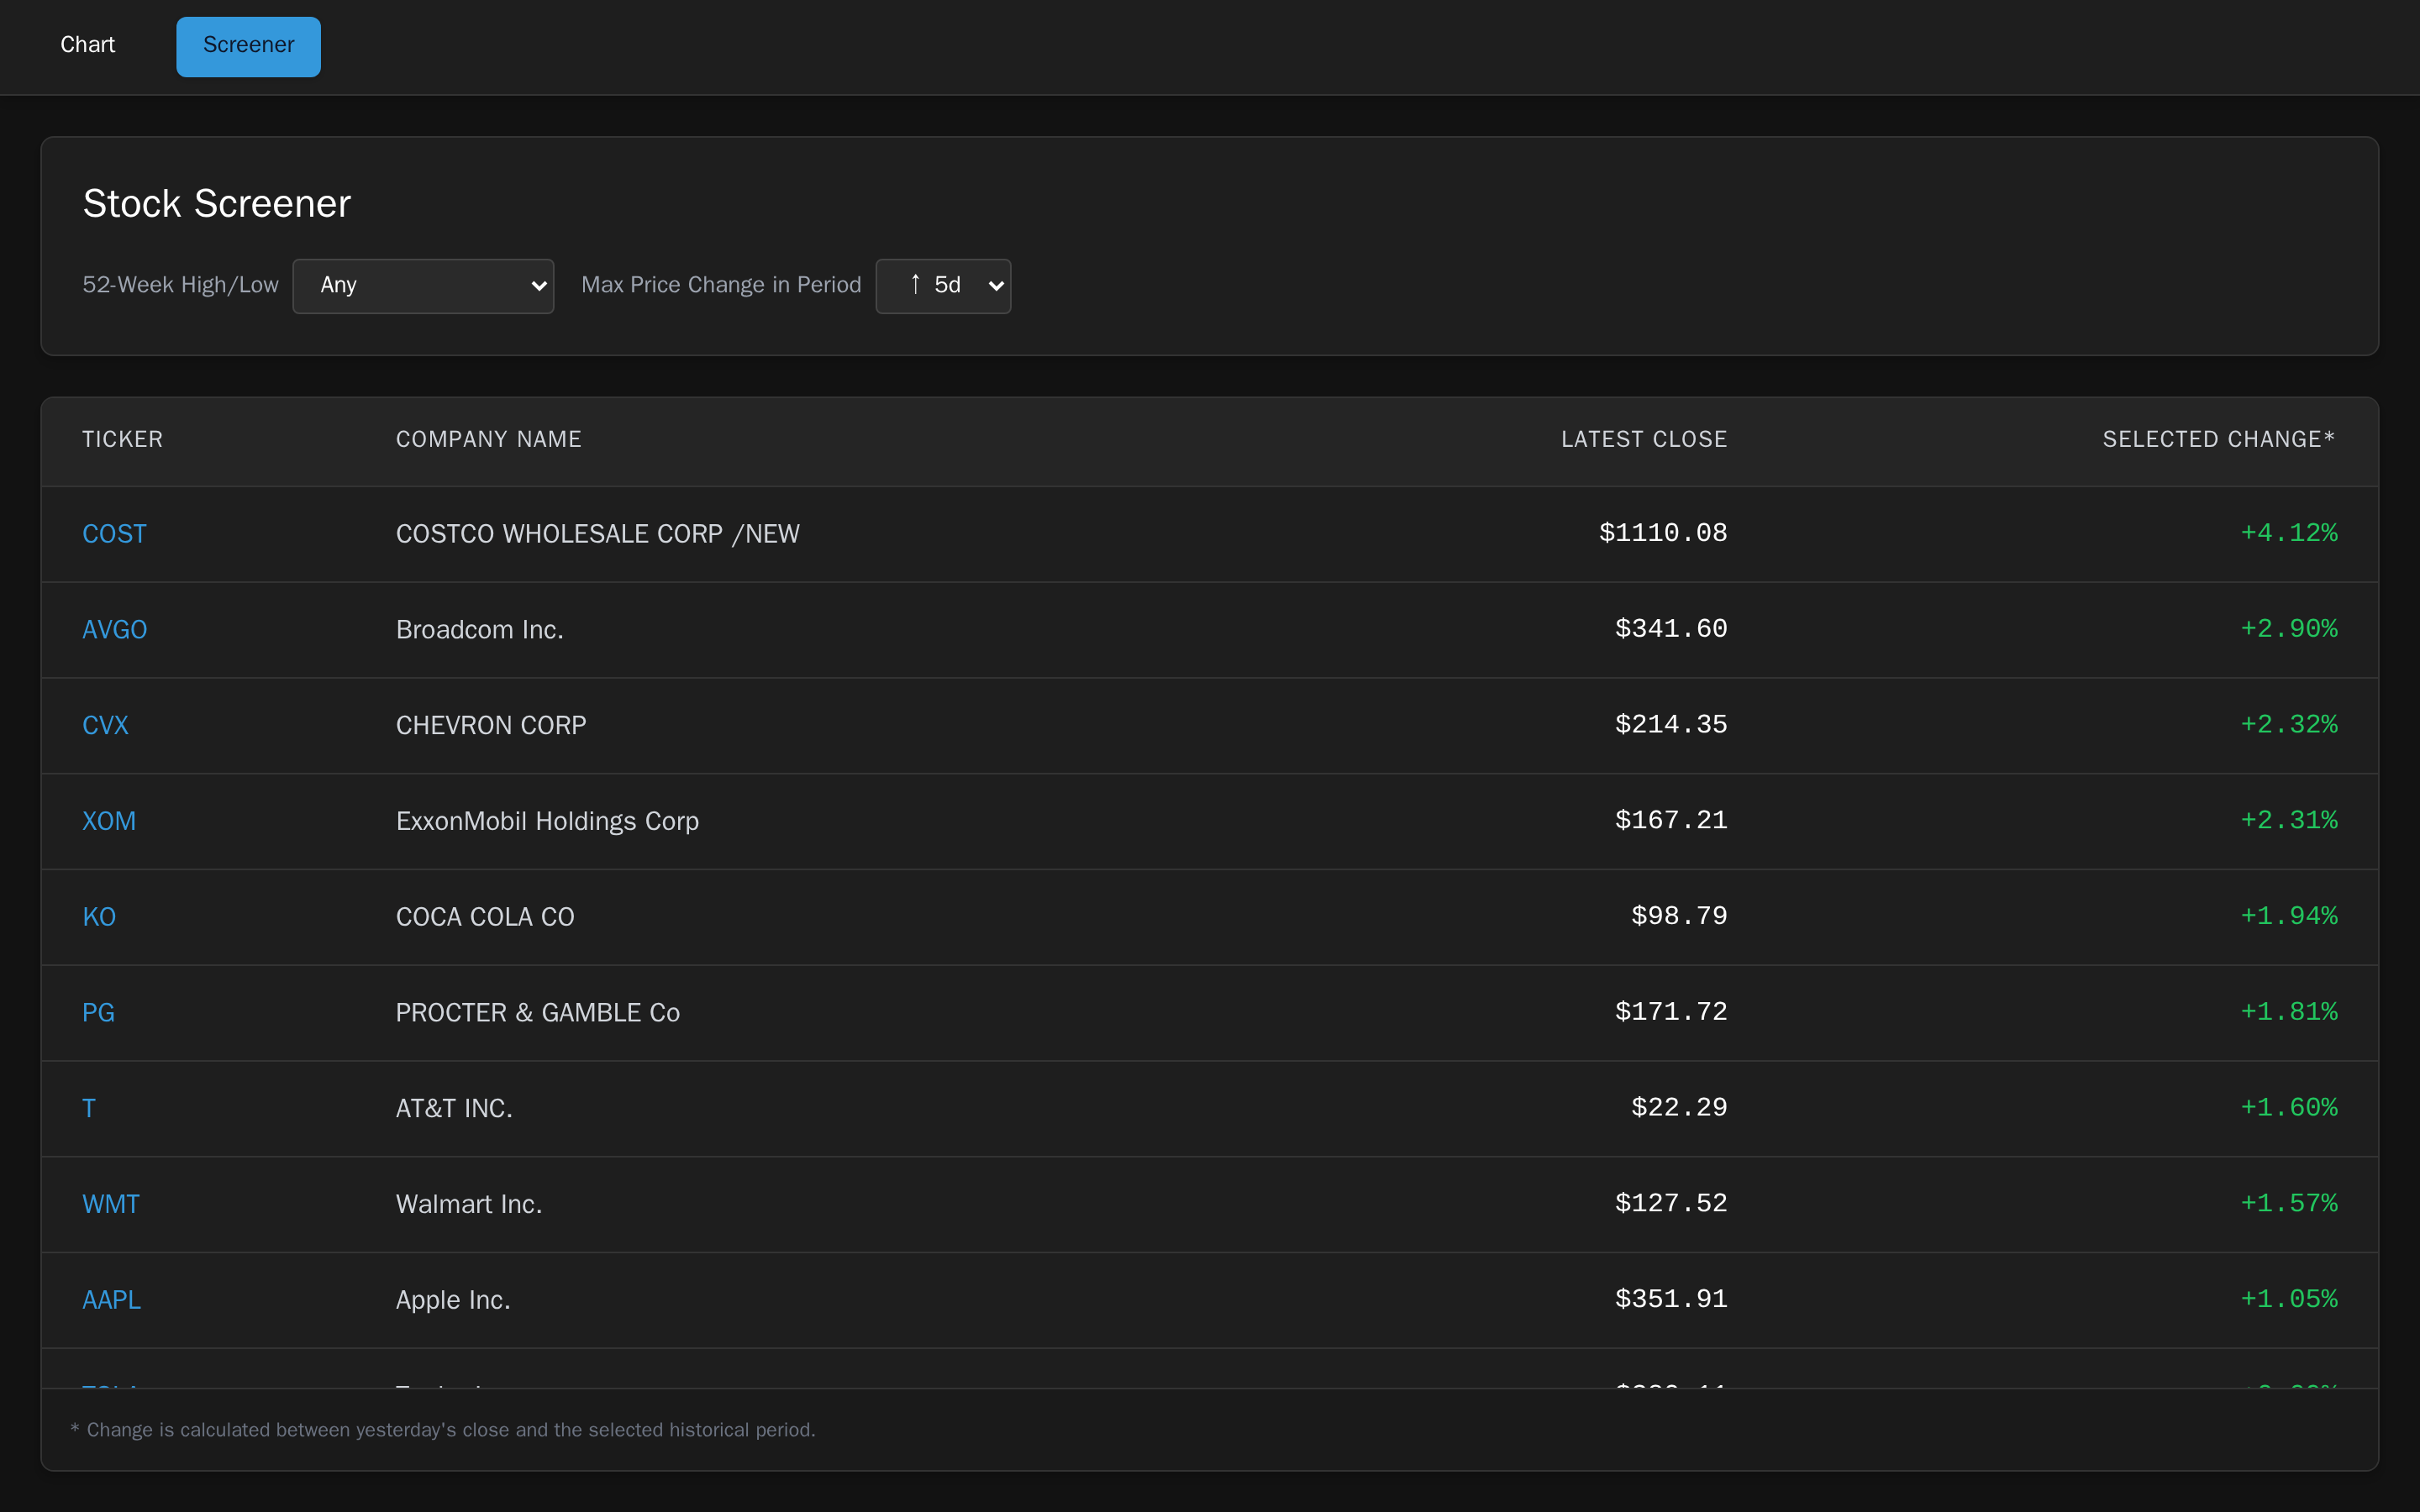 Chart
Screener
Stock Screener
52-Week High/Low Any Max Price Change in Period ↑ 5d
TICKER COMPANY NAME LATEST CLOSE SELECTED CHANGE*
COST COSTCO WHOLESALE CORP /NEW $1110.08 +4.12%
AVGO Broadcom Inc. $341.60 +2.90%
CVX CHEVRON CORP $214.35 +2.32%
XOM ExxonMobil Holdings Corp $167.21 +2.31%
KO COCA COLA CO $98.79 +1.94%
PG PROCTER & GAMBLE Co $171.72 +1.81%
T AT&T INC. $22.29 +1.60%
WMT Walmart Inc. $127.52 +1.57%
AAPL Apple Inc. $351.91 +1.05%
* Change is calculated between yesterday's close and the selected historical period.